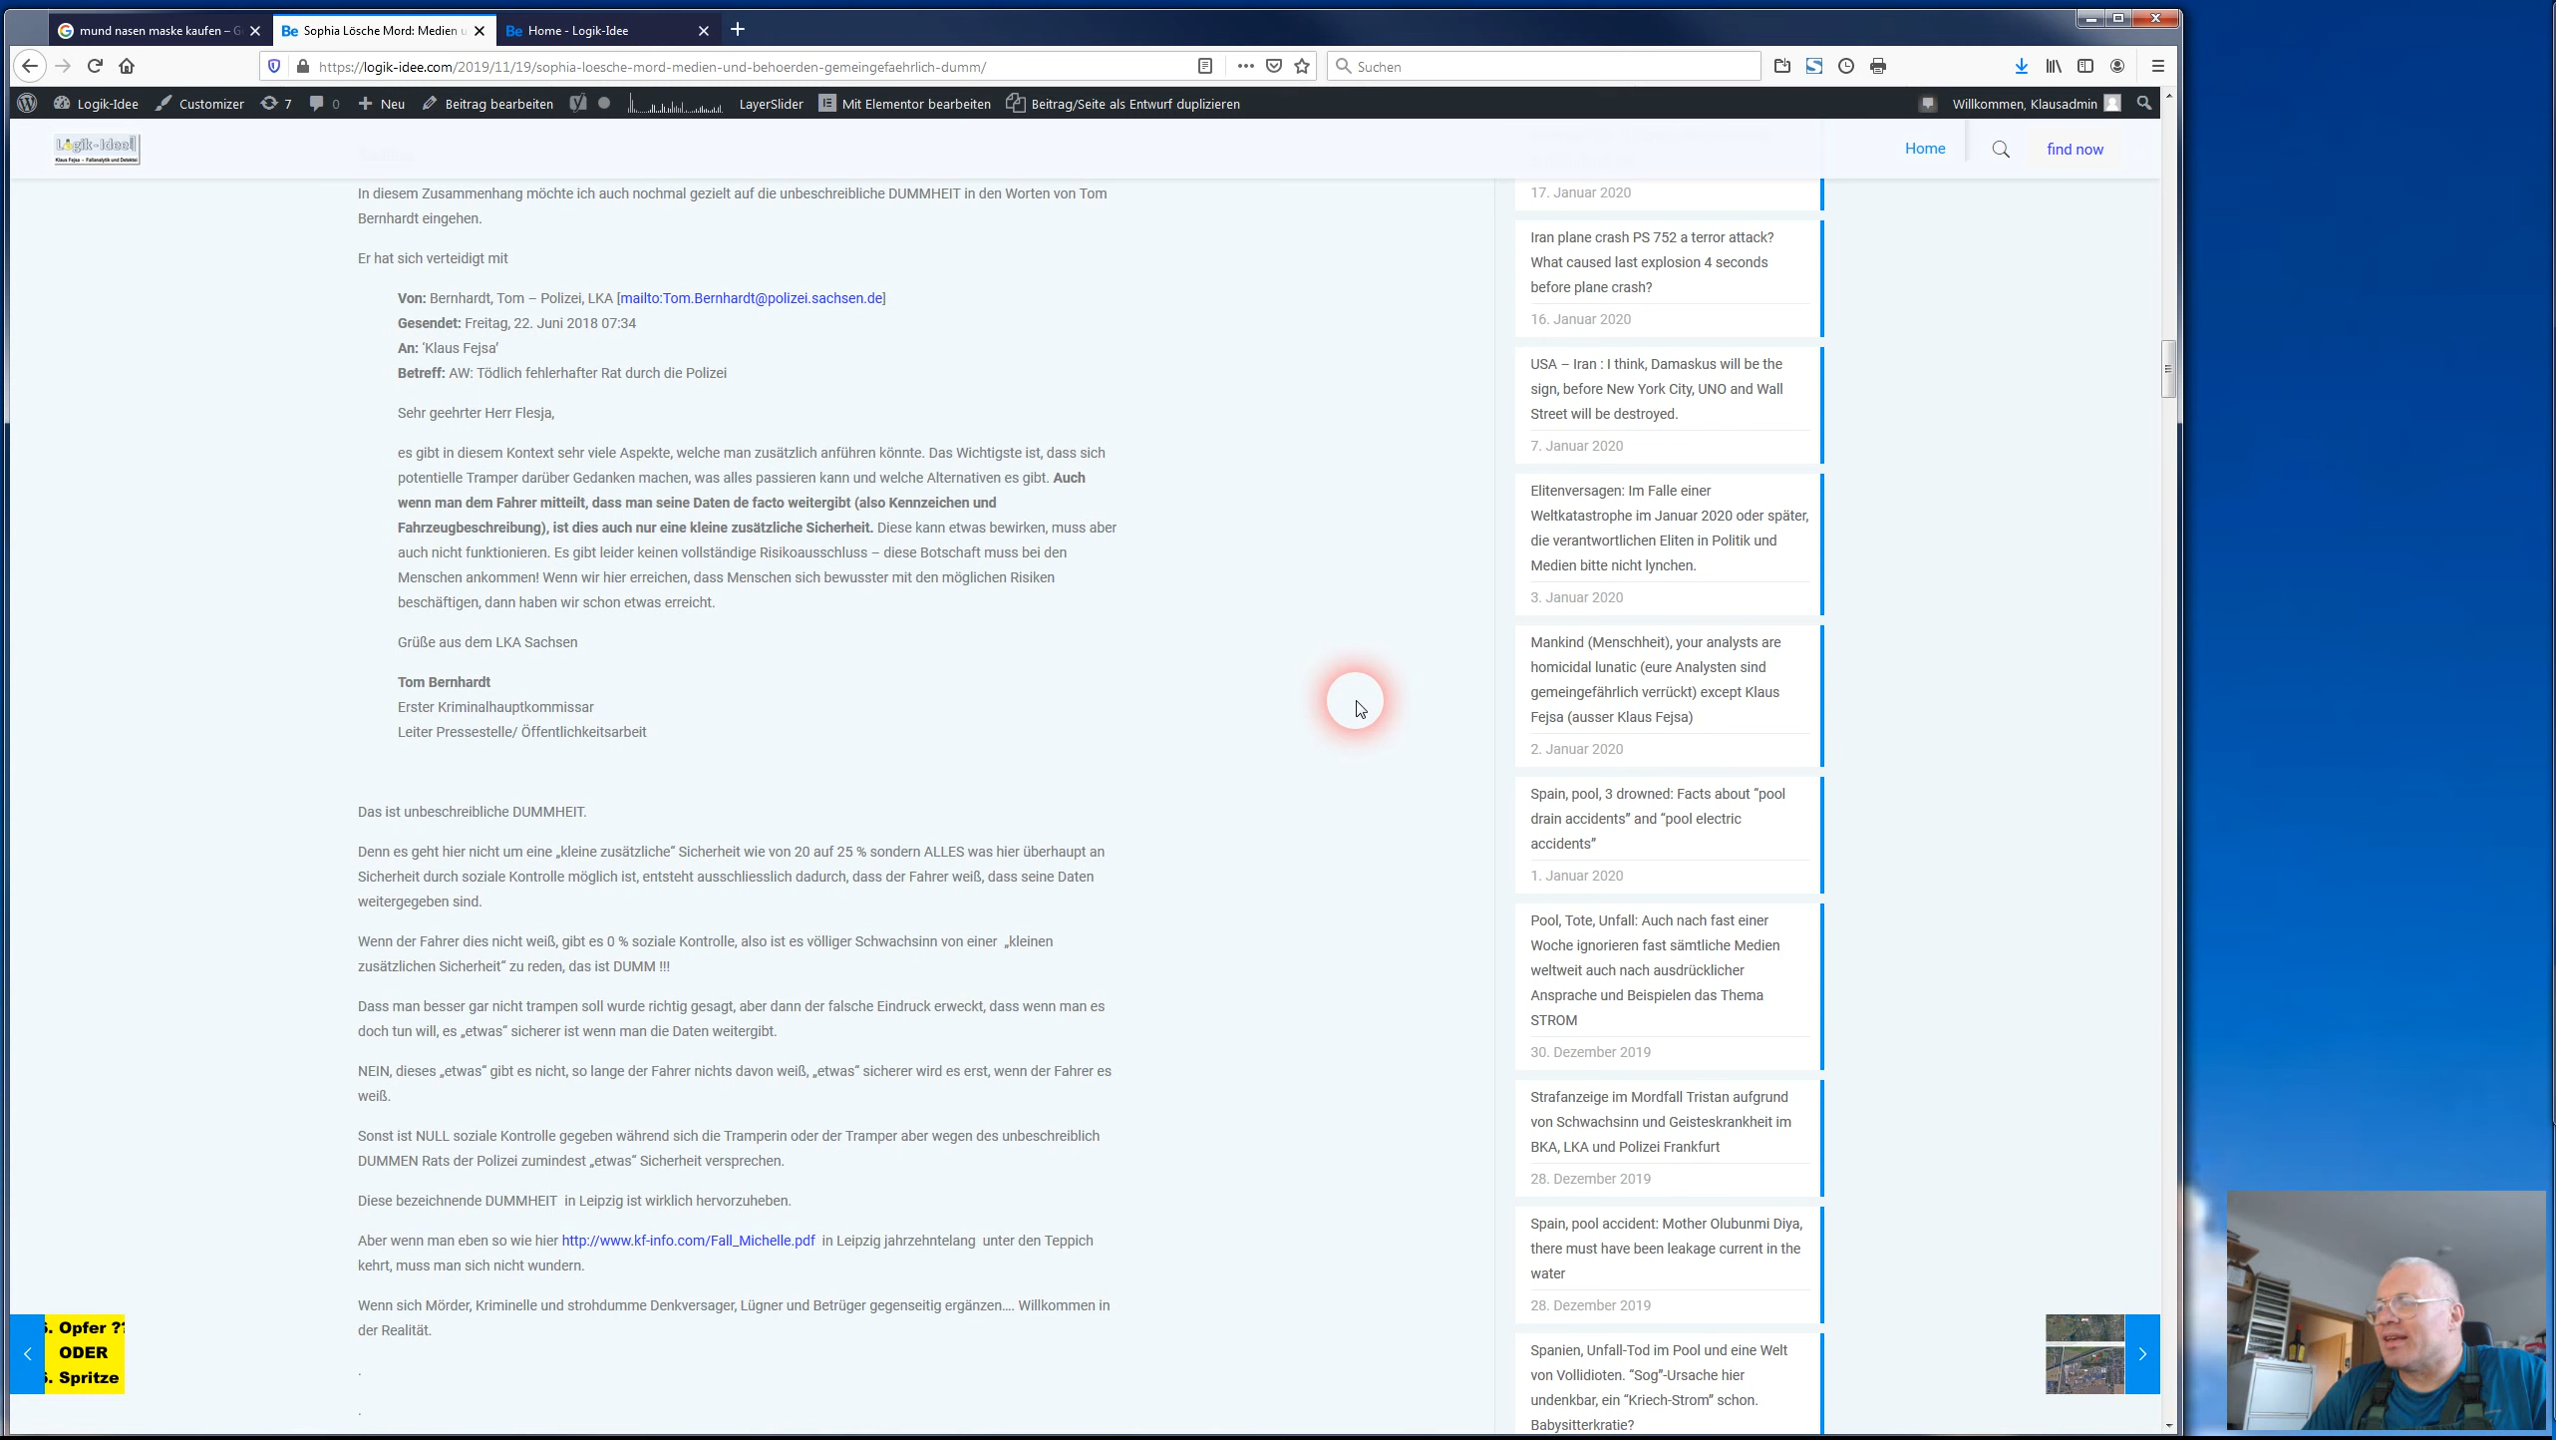 mund nasen maske kaufen – G
Sophia Lösche Mord: Medien u
Home - Logik-Idee
https://logik-idee.com/2019/11/19/sophia-loesche-mord-medien-und-behoerden-gemeingefaehrlich-dumm/
Suchen
Logik-Idee
Customizer
7
0
Neu
Beitrag bearbeiten
LayerSlider
Mit Elementor bearbeiten
Beitrag/Seite als Entwurf duplizieren
Willkommen, Klausadmin
Logik-Idee!
Klaus Fejsa - Fallanalytik und Detektei
Home
find now
In diesem Zusammenhang möchte ich auch nochmal gezielt auf die unbeschreibliche DUMMHEIT in den Worten von Tom
Bernhardt eingehen.
Er hat sich verteidigt mit
Von: Bernhardt, Tom – Polizei, LKA [mailto:Tom.Bernhardt@polizei.sachsen.de]
Gesendet: Freitag, 22. Juni 2018 07:34
An: ‘Klaus Fejsa’
Betreff: AW: Tödlich fehlerhafter Rat durch die Polizei
Sehr geehrter Herr Flesja,
es gibt in diesem Kontext sehr viele Aspekte, welche man zusätzlich anführen könnte. Das Wichtigste ist, dass sich
potentielle Tramper darüber Gedanken machen, was alles passieren kann und welche Alternativen es gibt. Auch
wenn man dem Fahrer mitteilt, dass man seine Daten de facto weitergibt (also Kennzeichen und
Fahrzeugbeschreibung), ist dies auch nur eine kleine zusätzliche Sicherheit. Diese kann etwas bewirken, muss aber
auch nicht funktionieren. Es gibt leider keinen vollständige Risikoausschluss – diese Botschaft muss bei den
Menschen ankommen! Wenn wir hier erreichen, dass Menschen sich bewusster mit den möglichen Risiken
beschäftigen, dann haben wir schon etwas erreicht.
Grüße aus dem LKA Sachsen
Tom Bernhardt
Erster Kriminalhauptkommissar
Leiter Pressestelle/ Öffentlichkeitsarbeit
Das ist unbeschreibliche DUMMHEIT.
Denn es geht hier nicht um eine „kleine zusätzliche“ Sicherheit wie von 20 auf 25 % sondern ALLES was hier überhaupt an
Sicherheit durch soziale Kontrolle möglich ist, entsteht ausschliesslich dadurch, dass der Fahrer weiß, dass seine Daten
weitergegeben sind.
Wenn der Fahrer dies nicht weiß, gibt es 0 % soziale Kontrolle, also ist es völliger Schwachsinn von einer „kleinen
zusätzlichen Sicherheit“ zu reden, das ist DUMM !!!
Dass man besser gar nicht trampen soll wurde richtig gesagt, aber dann der falsche Eindruck erweckt, dass wenn man es
doch tun will, es „etwas“ sicherer ist wenn man die Daten weitergibt.
NEIN, dieses „etwas“ gibt es nicht, so lange der Fahrer nichts davon weiß, „etwas“ sicherer wird es erst, wenn der Fahrer es
weiß.
Sonst ist NULL soziale Kontrolle gegeben während sich die Tramperin oder der Tramper aber wegen des unbeschreiblich
DUMMEN Rats der Polizei zumindest „etwas“ Sicherheit versprechen.
Diese bezeichnende DUMMHEIT in Leipzig ist wirklich hervorzuheben.
Aber wenn man eben so wie hier http://www.kf-info.com/Fall_Michelle.pdf in Leipzig jahrzehntelang unter den Teppich
kehrt, muss man sich nicht wundern.
Wenn sich Mörder, Kriminelle und strohdumme Denkversager, Lügner und Betrüger gegenseitig ergänzen.... Willkommen in
der Realität.
.
.
17. Januar 2020
Iran plane crash PS 752 a terror attack?
What caused last explosion 4 seconds
before plane crash?
16. Januar 2020
USA – Iran : I think, Damaskus will be the
sign, before New York City, UNO and Wall
Street will be destroyed.
7. Januar 2020
Elitenversagen: Im Falle einer
Weltkatastrophe im Januar 2020 oder später,
die verantwortlichen Eliten in Politik und
Medien bitte nicht lynchen.
3. Januar 2020
Mankind (Menschheit), your analysts are
homicidal lunatic (eure Analysten sind
gemeingefährlich verrückt) except Klaus
Fejsa (ausser Klaus Fejsa)
2. Januar 2020
Spain, pool, 3 drowned: Facts about “pool
drain accidents” and “pool electric
accidents”
1. Januar 2020
Pool, Tote, Unfall: Auch nach fast einer
Woche ignorieren fast sämtliche Medien
weltweit auch nach ausdrücklicher
Ansprache und Beispielen das Thema
STROM
30. Dezember 2019
Strafanzeige im Mordfall Tristan aufgrund
von Schwachsinn und Geisteskrankheit im
BKA, LKA und Polizei Frankfurt
28. Dezember 2019
Spain, pool accident: Mother Olubunmi Diya,
there must have been leakage current in the
water
28. Dezember 2019
Spanien, Unfall-Tod im Pool und eine Welt
von Vollidioten. “Sog”-Ursache hier
undenkbar, ein “Kriech-Strom” schon.
Babysitterkratie?
. Opfer ??
ODER
. Spritze